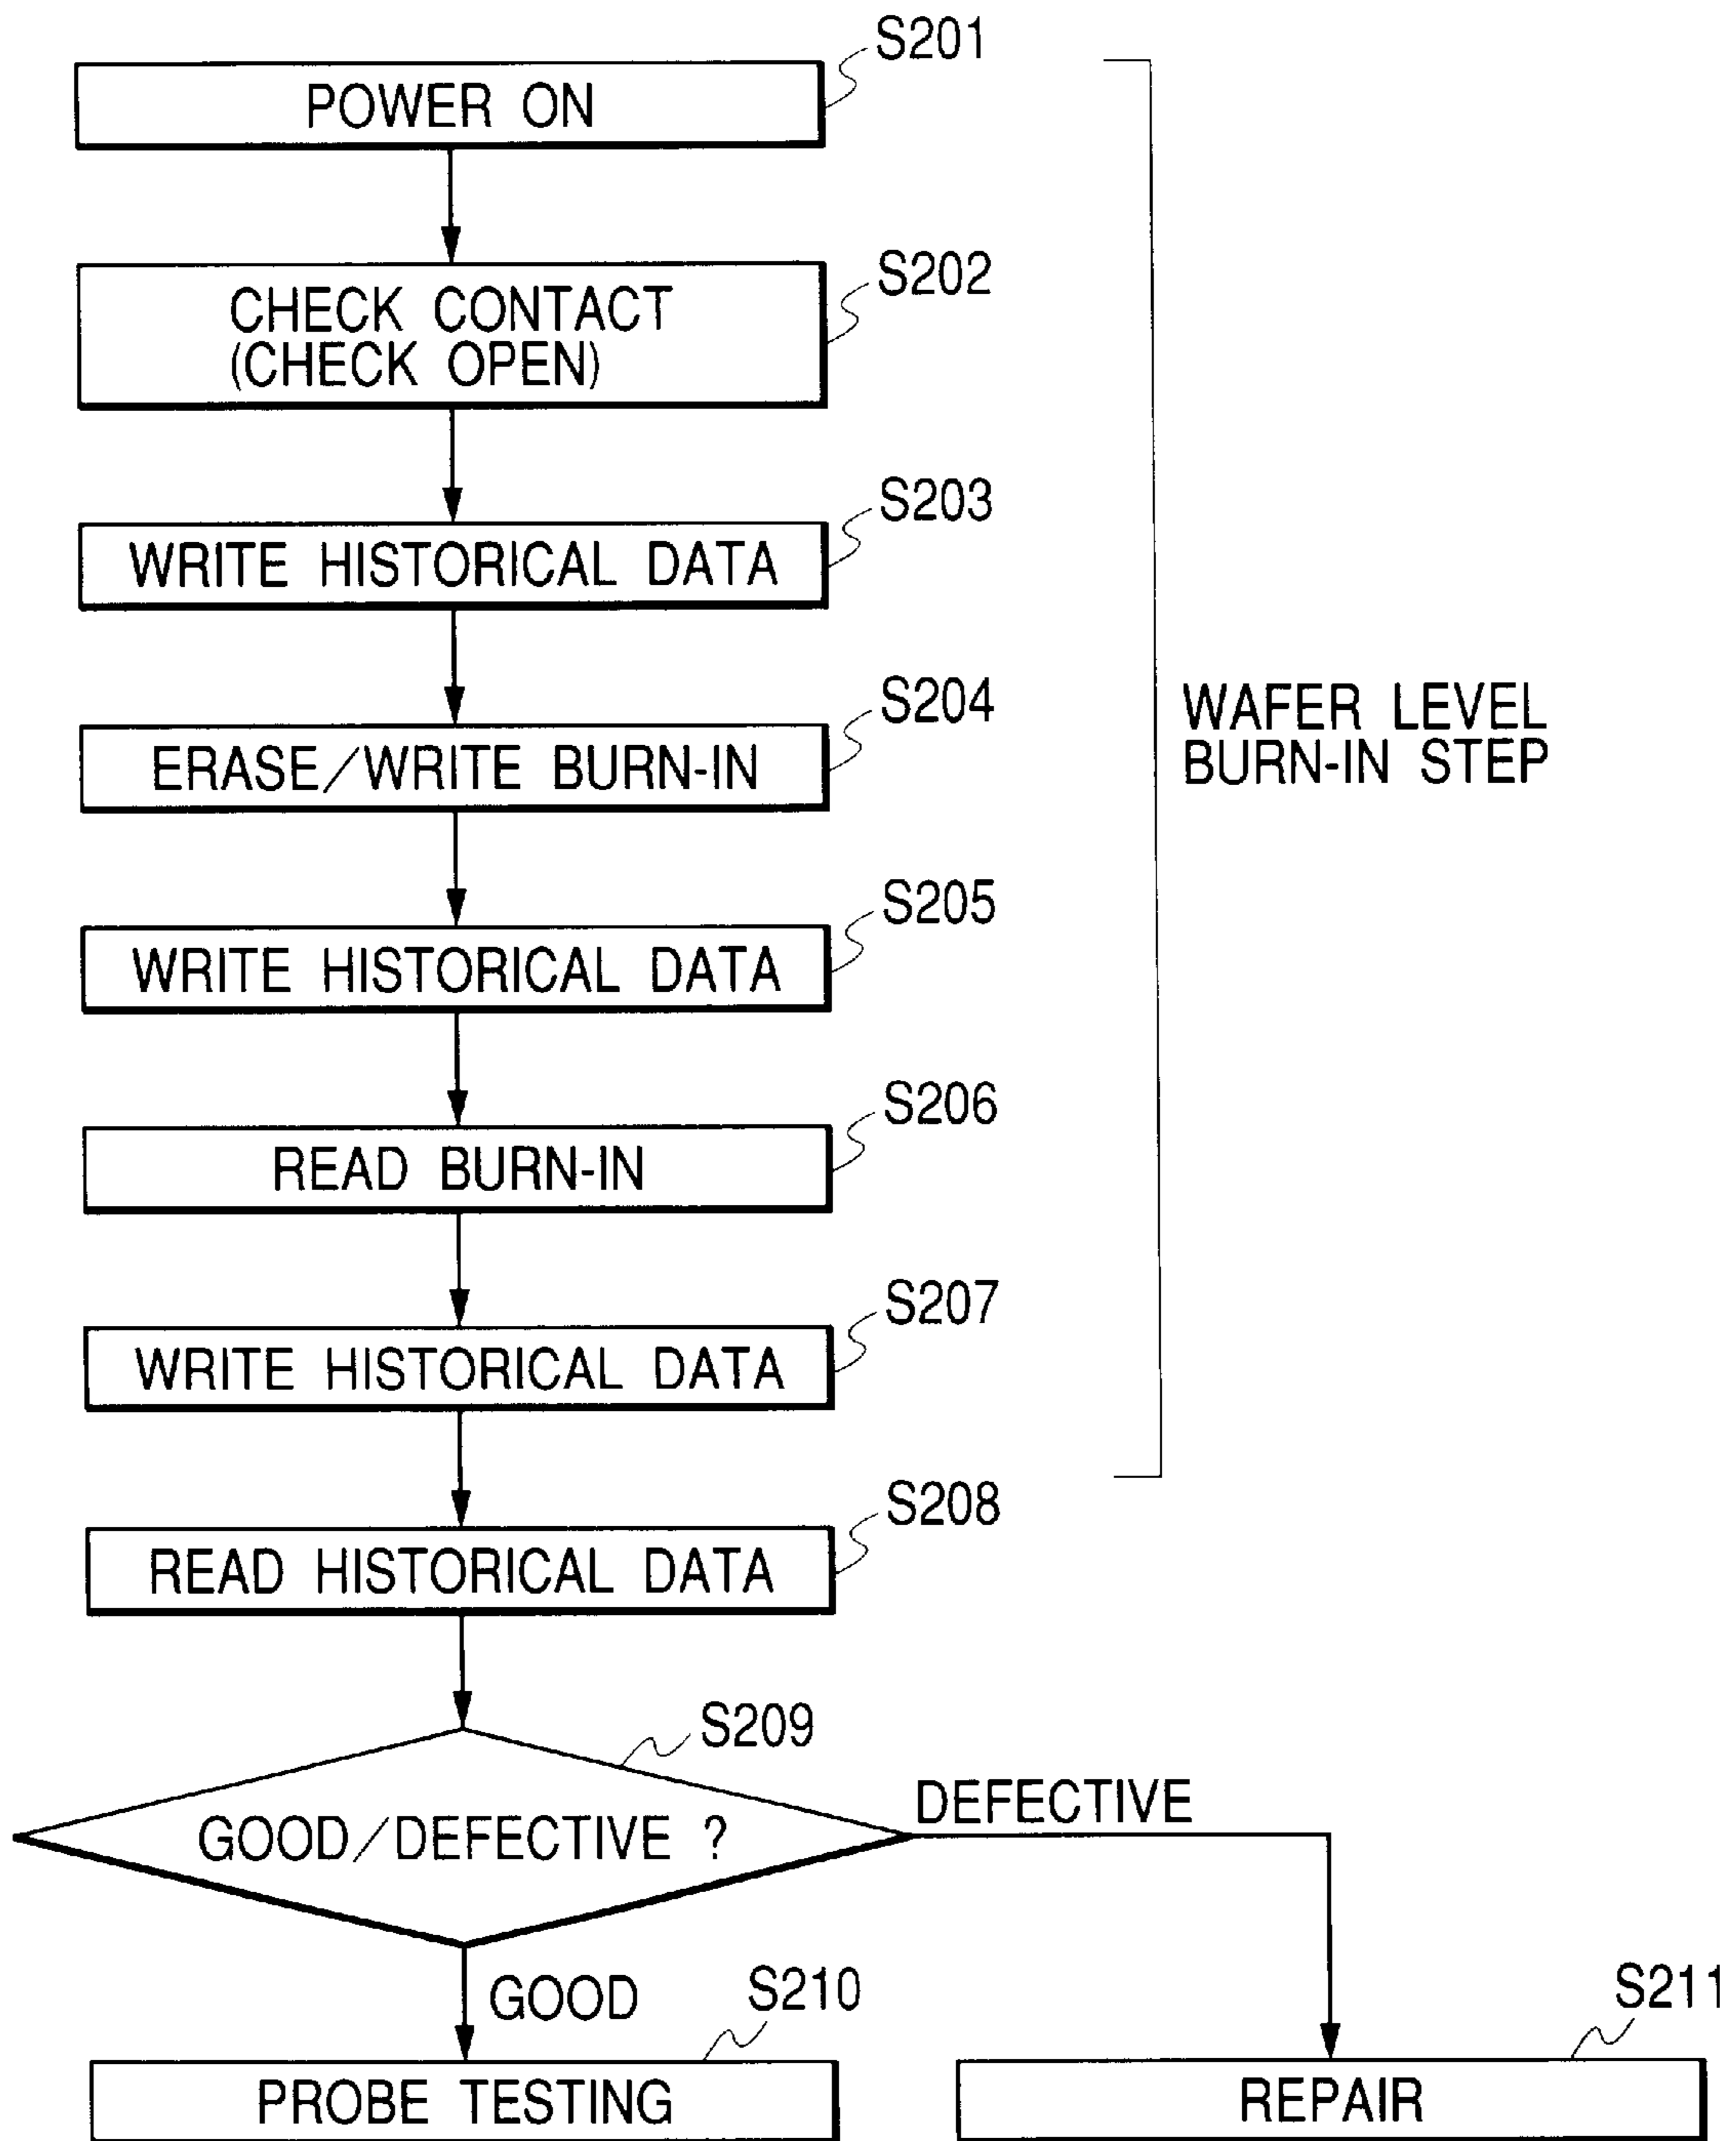 S201
POWER ON
S202
CHECK CONTACT
(CHECK OPEN)
S203
WRITE HISTORICAL DATA
S204
ERASE/WRITE BURN-IN
WAFER LEVEL
BURN-IN STEP
S205
WRITE HISTORICAL DATA
S206
READ BURN-IN
S207
WRITE HISTORICAL DATA
S208
READ HISTORICAL DATA
S209
GOOD/DEFECTIVE ?
DEFECTIVE
GOOD
S210
PROBE TESTING
S211
REPAIR